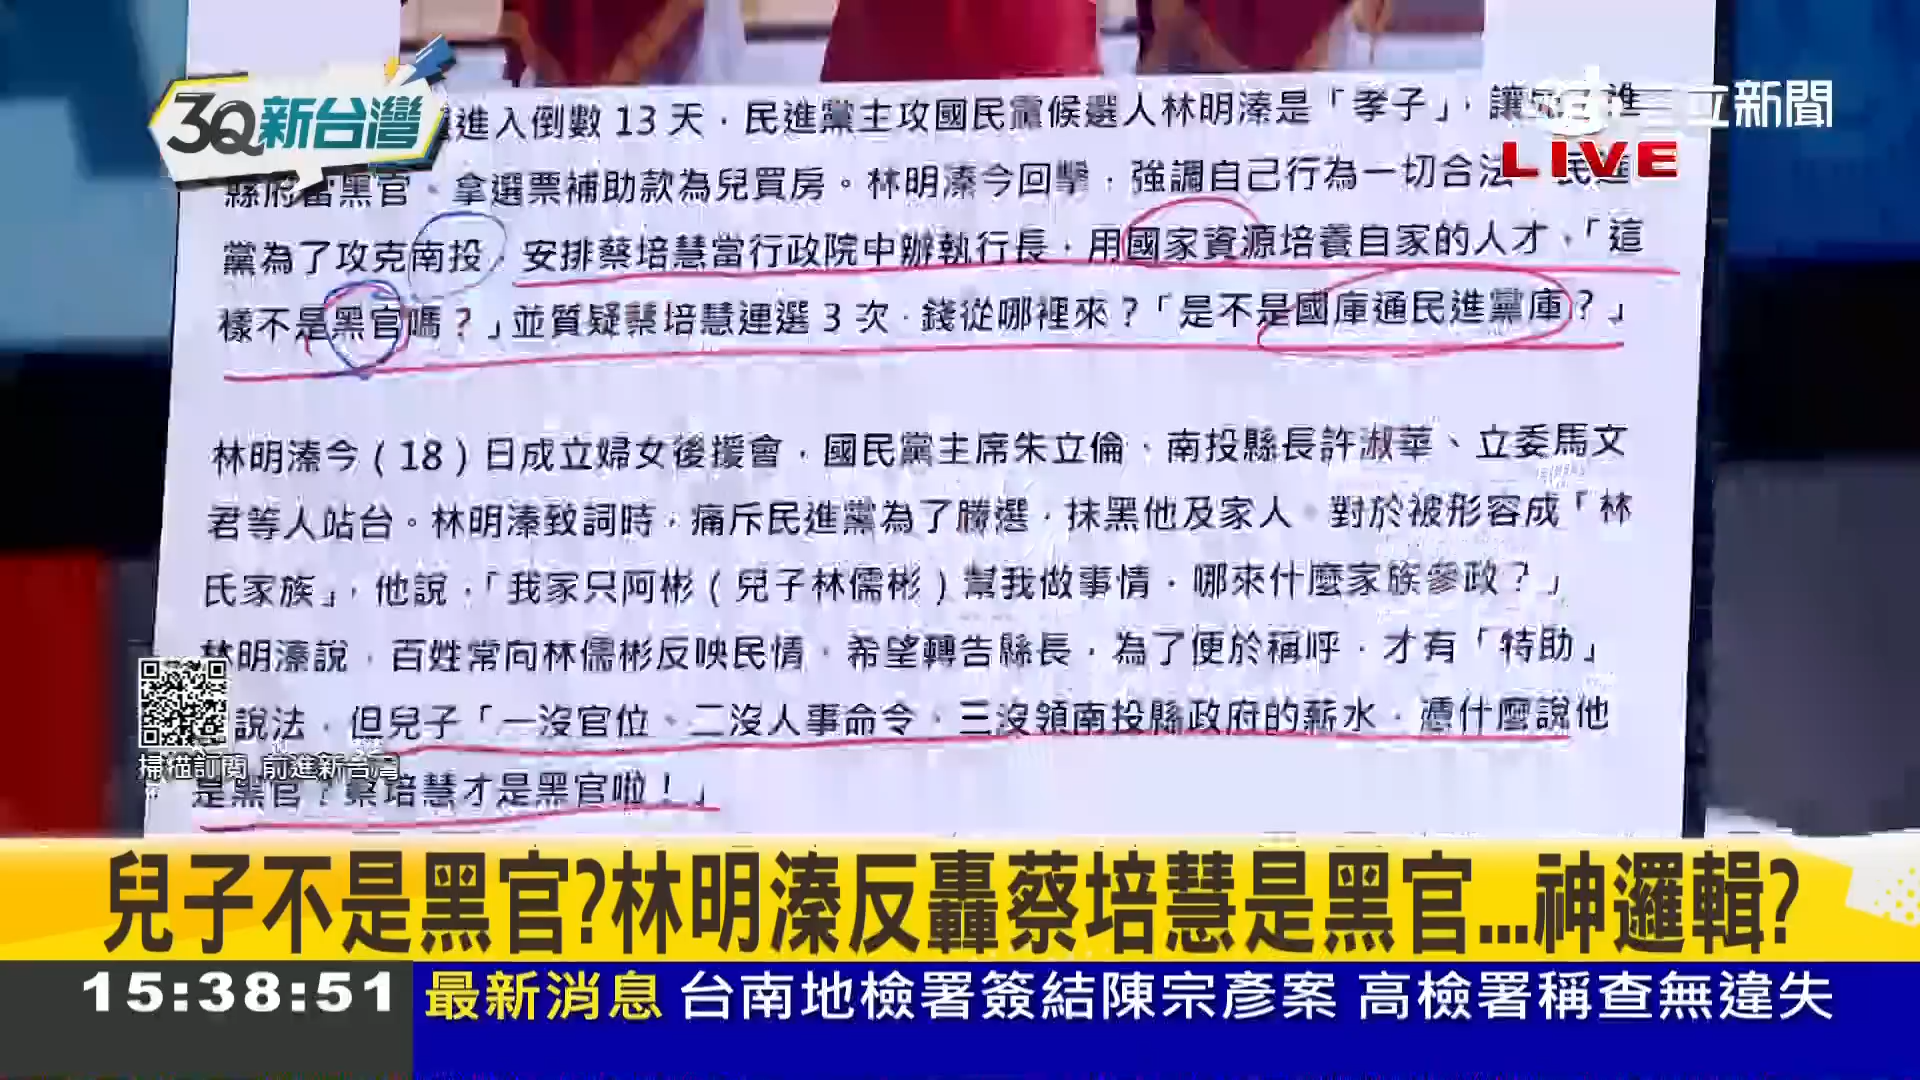 3Q新台灣
三立新聞
LIVE
進入倒數13天，民進黨主攻國民黨候選人林明溱是「孝子」，讓
縣府當黑官、拿選票補助款為兒買房。林明溱今回擊，強調自己行為一切合法 民進
黨為了攻克南投，安排蔡培慧當行政院中辦執行長，用國家資源培養自家的人才，「這
樣不是黑官嗎？」並質疑蔡培慧連選3次，錢從哪裡來？「是不是國庫通民進黨庫？」
林明溱今（18）日成立婦女後援會，國民黨主席朱立倫、南投縣長許淑華、立委馬文
君等人站台。林明溱致詞時，痛斥民進黨為了勝選，抹黑他及家人。對於被形容成「林
氏家族」，他說，「我家只阿彬（兒子林儒彬）幫我做事情，哪來什麼家族參政？」
林明溱說，百姓常向林儒彬反映民情，希望轉告縣長，為了便於稱呼，才有「特助」
說法，但兒子「一沒官位、二沒人事命令，三沒領南投縣政府的薪水，憑什麼說他
是黑官？蔡培慧才是黑官啦！」
掃描訂閱 前進新台灣
兒子不是黑官?林明溱反轟蔡培慧是黑官...神邏輯?
15:38:51 最新消息 台南地檢署簽結陳宗彥案 高檢署稱查無違失